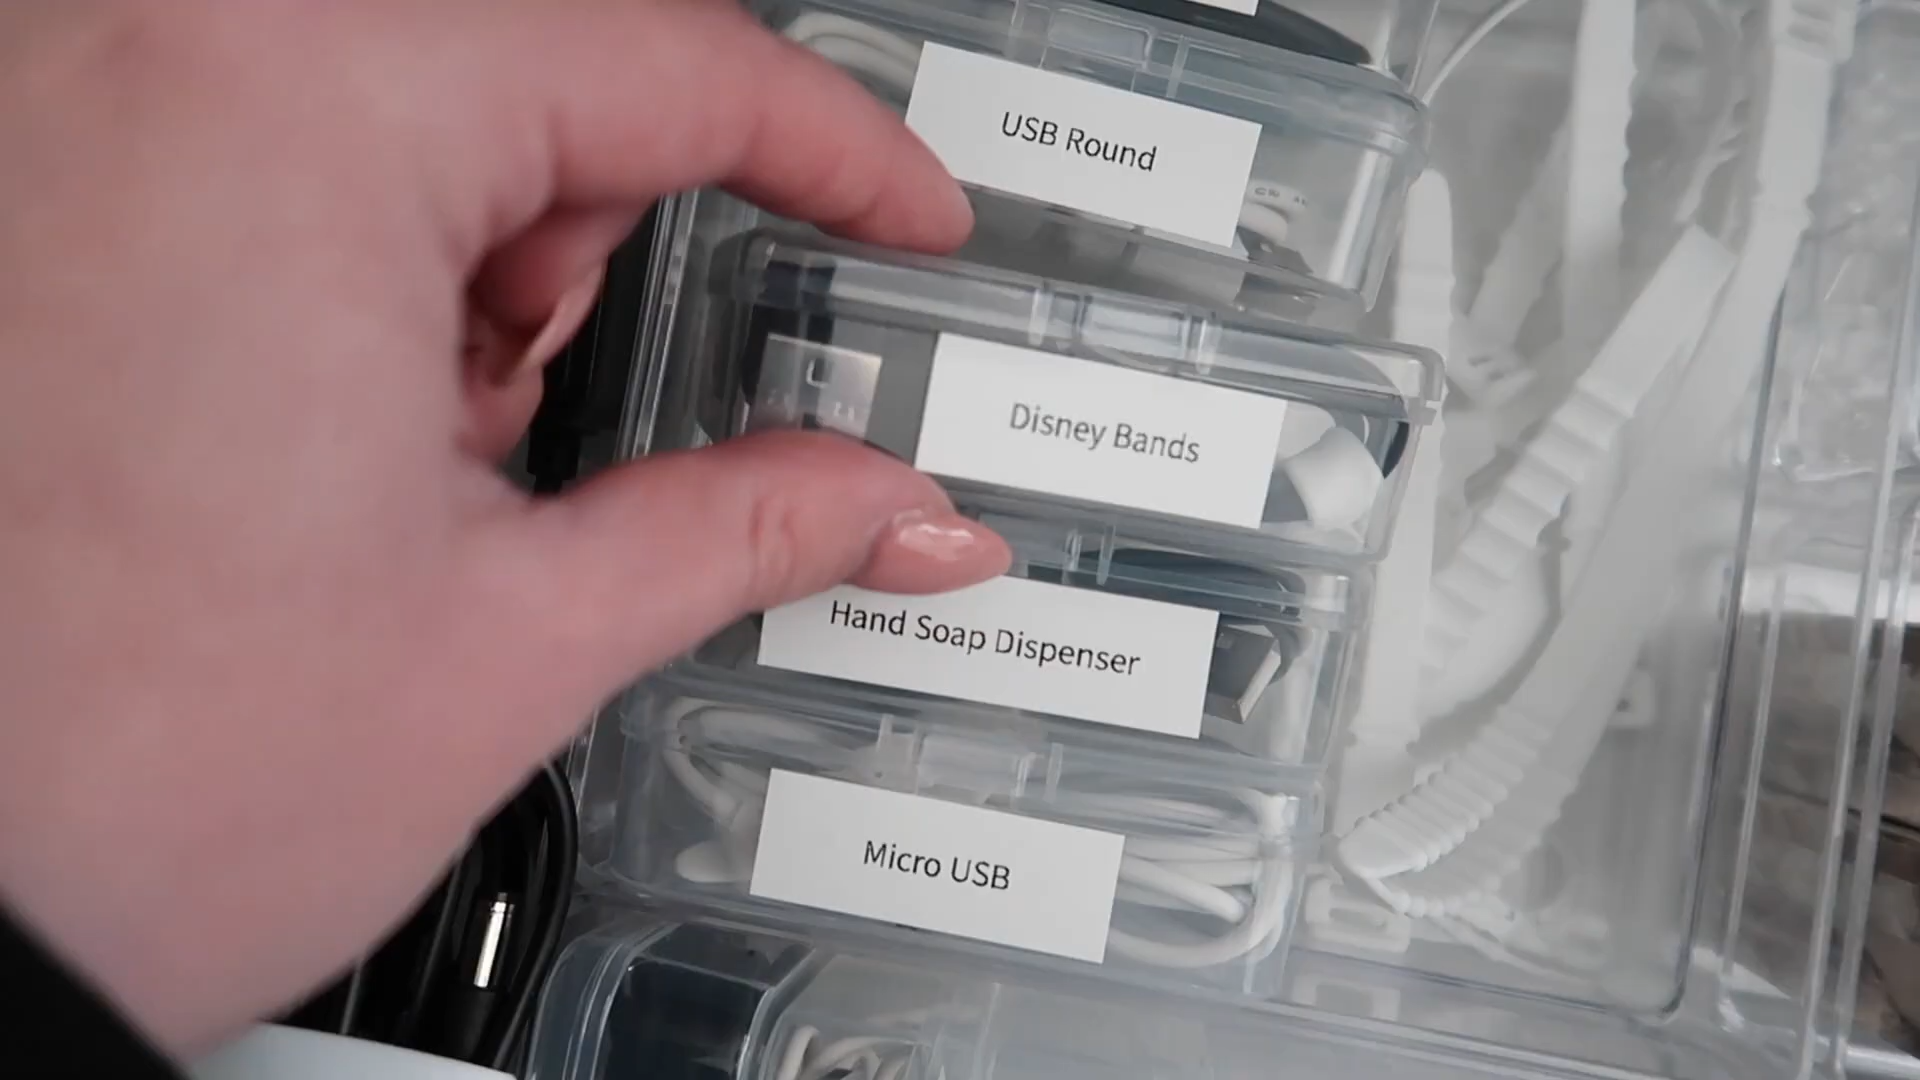 USB Round
Disney Bands
Hand Soap Dispenser
Micro USB